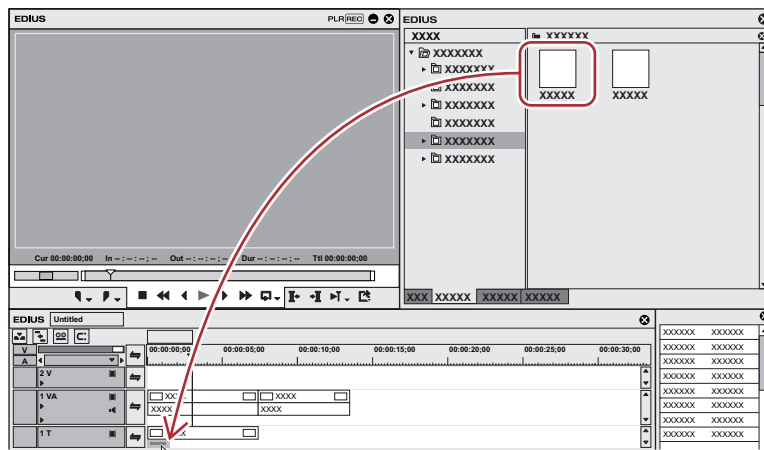 EDIUS PLR REC
Cur 00:00:00;00 In -- : -- : -- ; -- Out -- : -- : -- ; -- Dur -- : -- : -- ; -- Ttl 00:00:00;00
EDIUS
XXXX
XXXXXX
XXXXXXX
XXXXXXX
XXXXXXX
XXXXXXX
XXXXXXX
XXXXXXX
XXXXXXX
XXXXX XXXXX
XXX XXXXX XXXXX XXXXX
EDIUS Untitled
V
A
00:00:00;00 00:00:05;00 00:00:10;00 00:00:15;00 00:00:20;00 00:00:25;00 00:00:30;00
2 V
1 VA
XXXX
XXXX XXXX
1 T
XXXXXX XXXXXX
XXXXXX XXXXXX
XXXXXX XXXXXX
XXXXXX XXXXXX
XXXXXX XXXXXX
XXXXXX XXXXXX
XXXXXX XXXXXX
XXXXXX XXXXXX